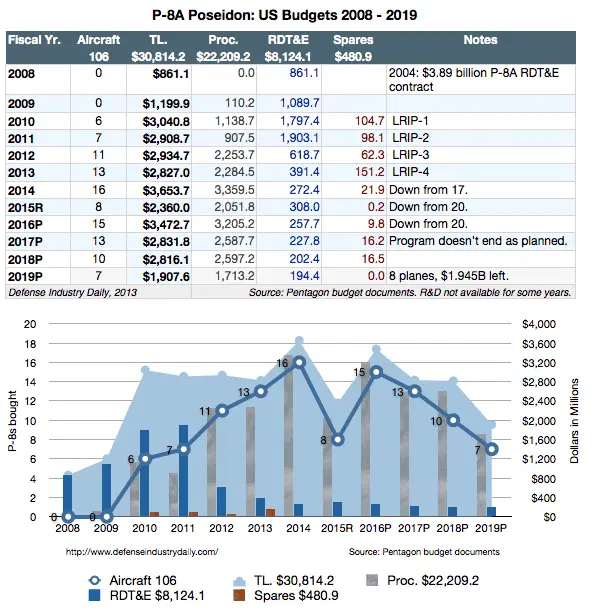 P-8A Poseidon: US Budgets 2008 - 2019
Fiscal Yr. Aircraft TL. Proc. RDT&E Spares Notes
106 $30,814.2 $22,209.2 $8,124.1 $480.9
2008 0 $861.1 0.0 861.1 2004: $3.89 billion P-8A RDT&E
contract
2009 0 $1,199.9 110.2 1,089.7
2010 6 $3,040.8 1,138.7 1,797.4 104.7 LRIP-1
2011 7 $2,908.7 907.5 1,903.1 98.1 LRIP-2
2012 11 $2,934.7 2,253.7 618.7 62.3 LRIP-3
2013 13 $2,827.0 2,284.5 391.4 151.2 LRIP-4
2014 16 $3,653.7 3,359.5 272.4 21.9 Down from 17.
2015R 8 $2,360.0 2,051.8 308.0 0.2 Down from 20.
2016P 15 $3,472.7 3,205.2 257.7 9.8 Down from 20.
2017P 13 $2,831.8 2,587.7 227.8 16.2 Program doesn't end as planned.
2018P 10 $2,816.1 2,597.2 202.4 16.5
2019P 7 $1,907.6 1,713.2 194.4 0.0 8 planes, $1.945B left.
Defense Industry Daily, 2013 Source: Pentagon budget documents. R&D not available for some years.
20 $4,000
18 $3,600
16 16 $3,200
14 15 $2,800
12 13 13 $2,400
10 11 10 $2,000
8 8 $1,600
6 6 7 7 $1,200
4 $800
2 $400
0 0 0 $0
P-8s bought
Dollars in Millions
2008 2009 2010 2011 2012 2013 2014 2015R 2016P 2017P 2018P 2019P
http://www.defenseindustrydaily.com/ Source: Pentagon budget documents
Aircraft 106 TL. $30,814.2 Proc. $22,209.2
RDT&E $8,124.1 Spares $480.9